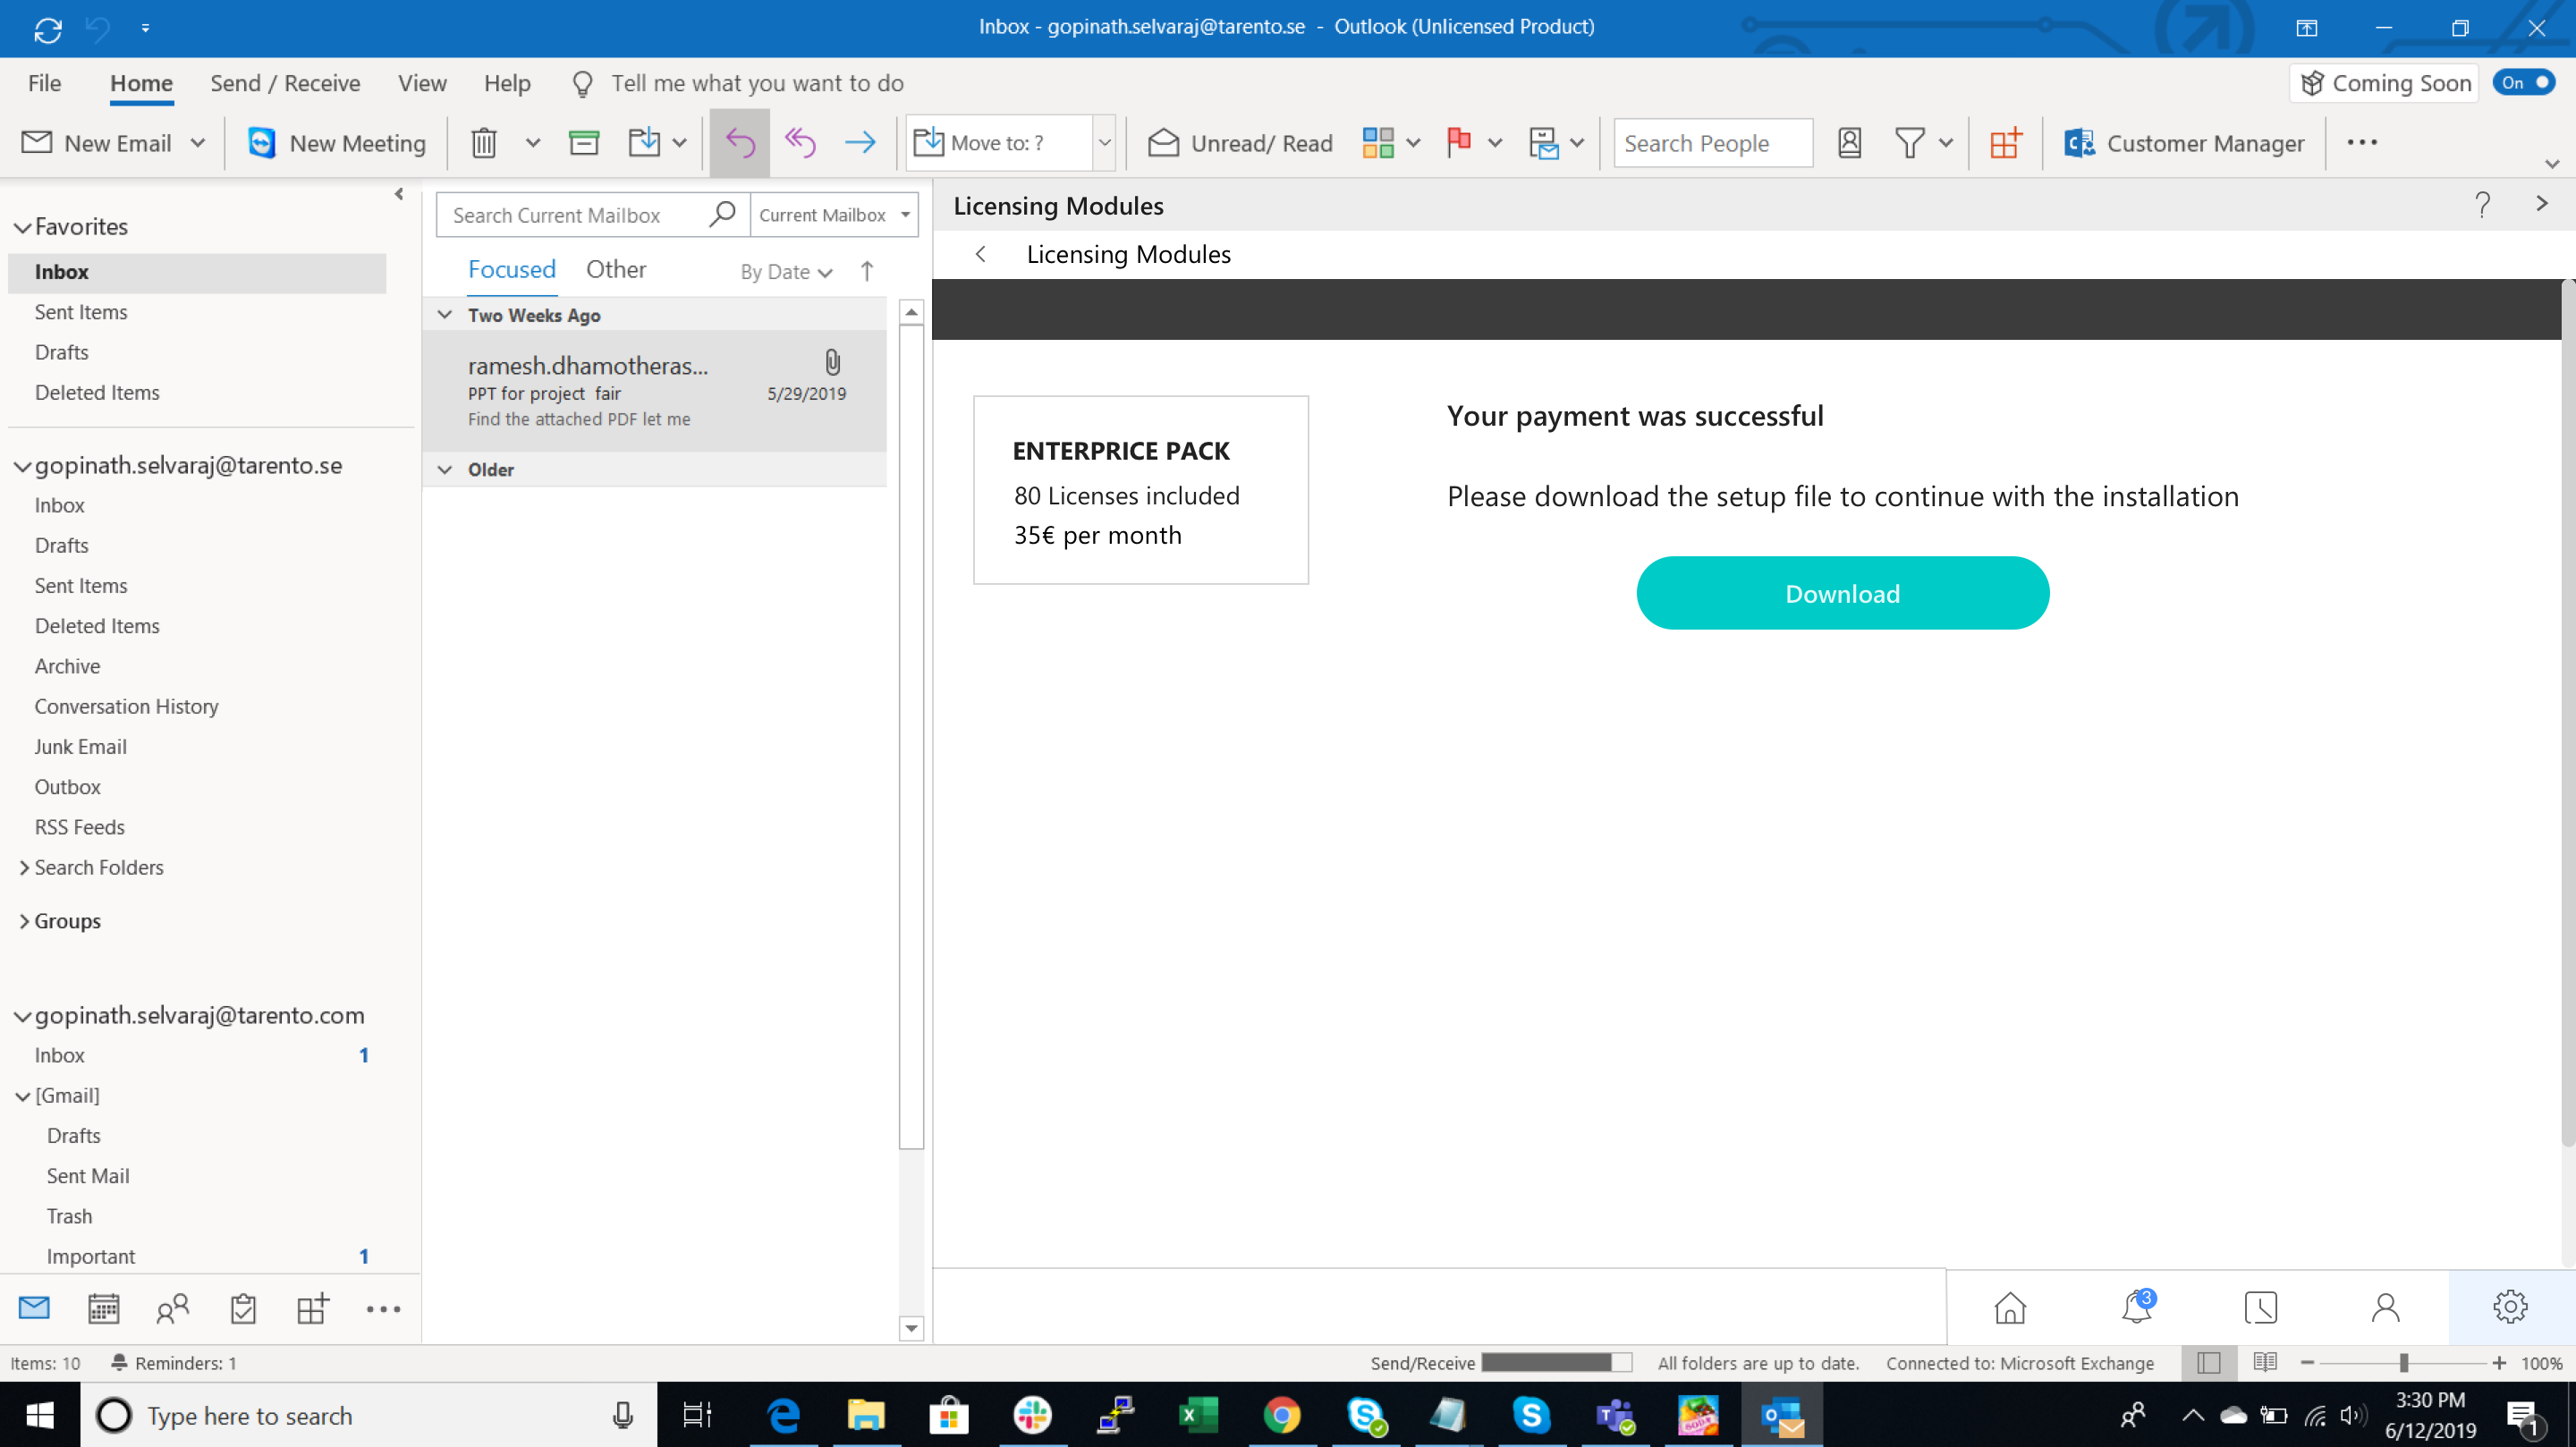 Inbox - gopinath.selvaraj@tarento.se - Outlook (Unlicensed Product)
File Home Send / Receive View Help Tell me what you want to do
Coming Soon On
New Email New Meeting Move to: ? Unread/ Read Search People Customer Manager
Favorites
Inbox
Sent Items
Drafts
Deleted Items
gopinath.selvaraj@tarento.se
Inbox
Drafts
Sent Items
Deleted Items
Archive
Conversation History
Junk Email
Outbox
RSS Feeds
Search Folders
Groups
gopinath.selvaraj@tarento.com
Inbox 1
[Gmail]
Drafts
Sent Mail
Trash
Important 1
Search Current Mailbox Current Mailbox
Focused Other By Date
Two Weeks Ago
ramesh.dhamotheras...
PPT for project fair 5/29/2019
Find the attached PDF let me
Older
Licensing Modules
Licensing Modules
ENTERPRICE PACK
80 Licenses included
35€ per month
Your payment was successful
Please download the setup file to continue with the installation
Download
3
Items: 10 Reminders: 1 Send/Receive All folders are up to date. Connected to: Microsoft Exchange 100%
Type here to search
3:30 PM
6/12/2019
1